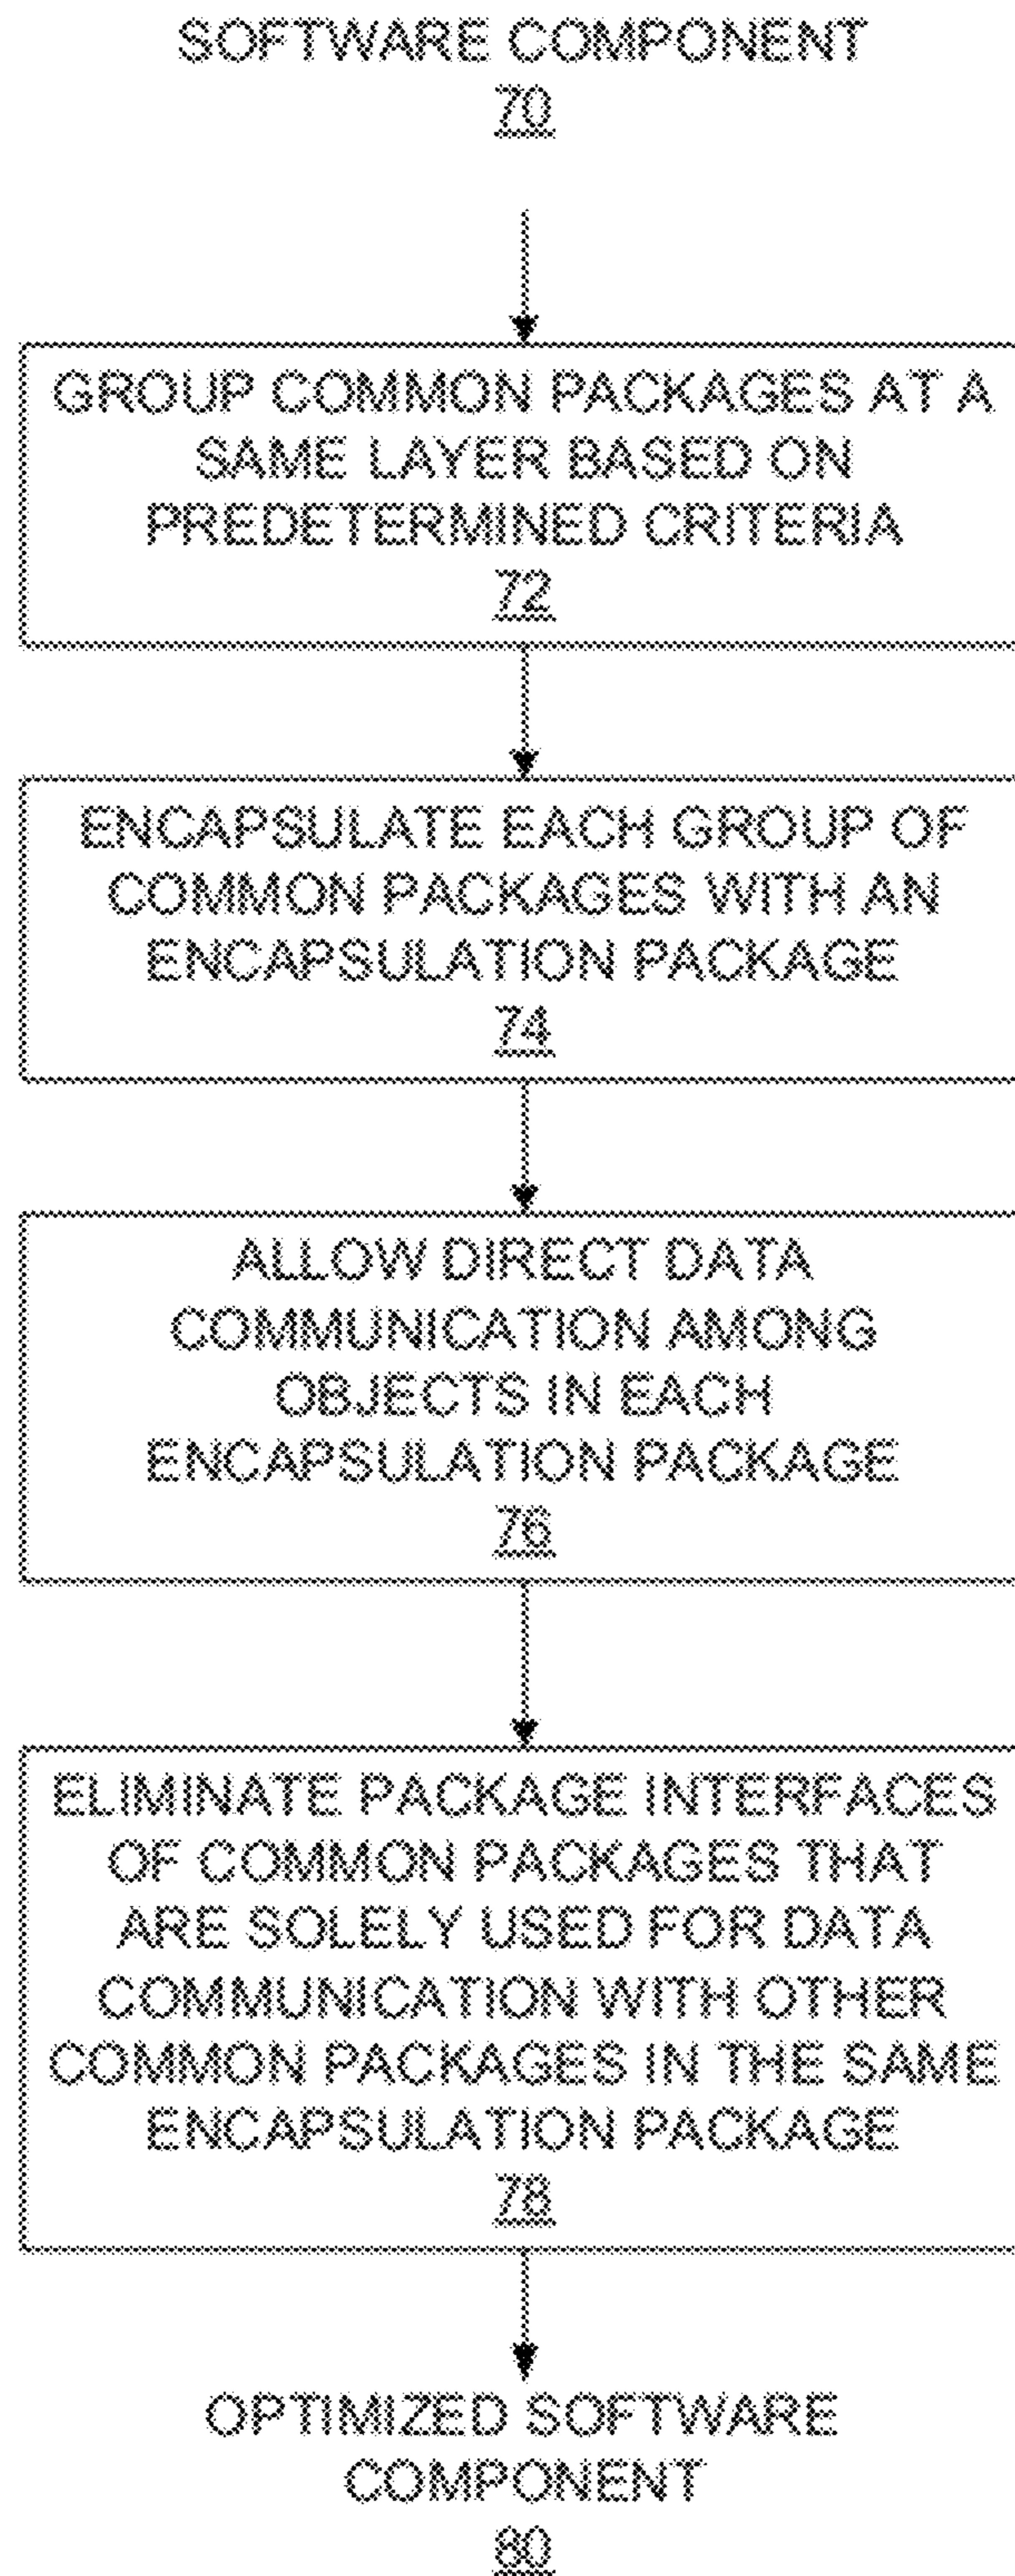 SOFTWARE COMPONENT
70
GROUP COMMON PACKAGES AT A
SAME LAYER BASED ON
PREDETERMINED CRITERIA
72
ENCAPSULATE EACH GROUP OF
COMMON PACKAGES WITH AN
ENCAPSULATION PACKAGE
74
ALLOW DIRECT DATA
COMMUNICATION AMONG
OBJECTS IN EACH
ENCAPSULATION PACKAGE
76
ELIMINATE PACKAGE INTERFACES
OF COMMON PACKAGES THAT
ARE SOLELY USED FOR DATA
COMMUNICATION WITH OTHER
COMMON PACKAGES IN THE SAME
ENCAPSULATION PACKAGE
78
OPTIMIZED SOFTWARE
COMPONENT
80